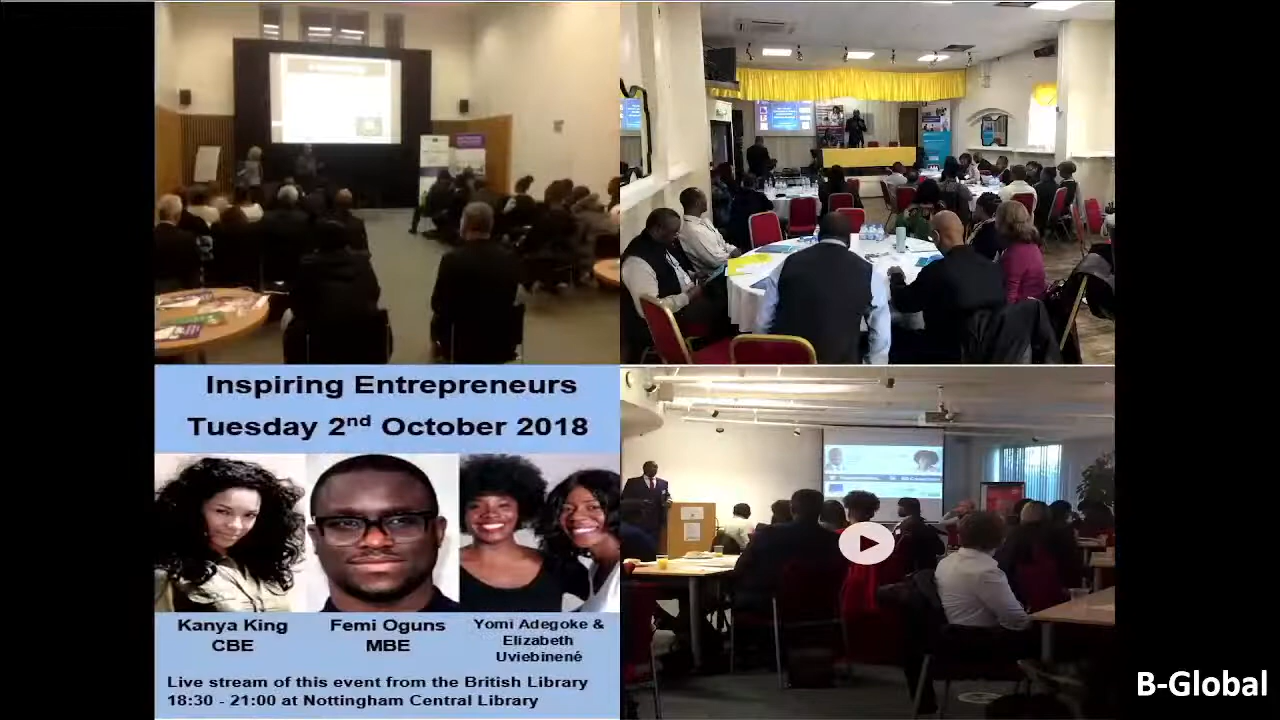 Inspiring Entrepreneurs
Tuesday 2nd October 2018
Kanya King
CBE
Femi Oguns
MBE
Yomi Adegoke &
Elizabeth
Uviebinené
Live stream of this event from the British Library
18:30 - 21:00 at Nottingham Central Library
B-Global